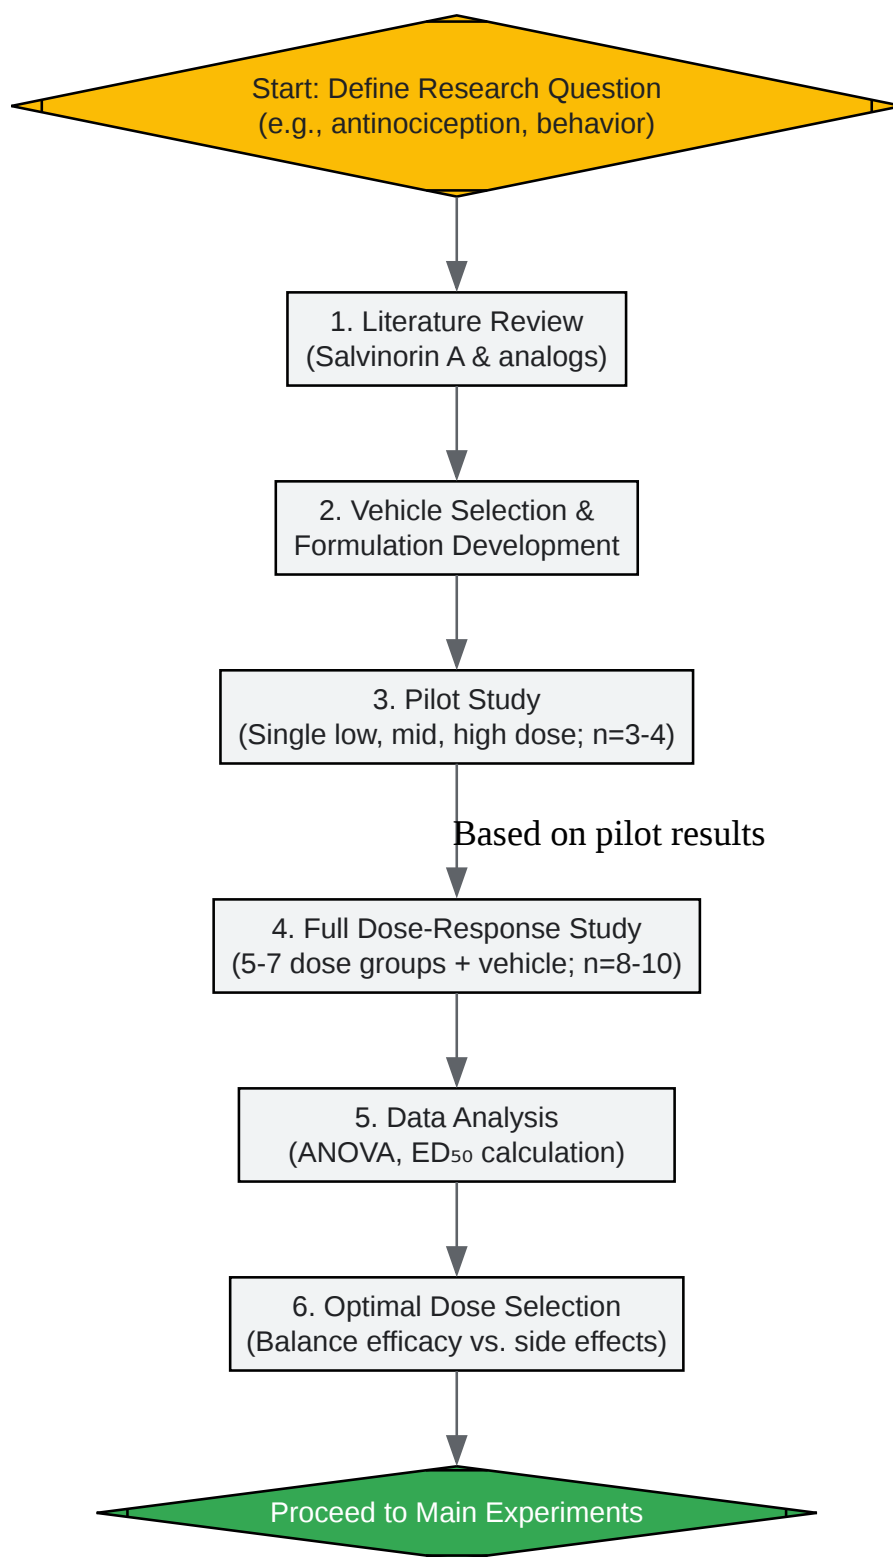 Start: Define Research Question
(e.g., antinociception, behavior)
1. Literature Review
(Salvinorin A & analogs)
2. Vehicle Selection &
Formulation Development
3. Pilot Study
(Single low, mid, high dose; n=3-4)
Based on pilot results
4. Full Dose-Response Study
(5-7 dose groups + vehicle; n=8-10)
5. Data Analysis
(ANOVA, ED₅₀ calculation)
6. Optimal Dose Selection
(Balance efficacy vs. side effects)
Proceed to Main Experiments